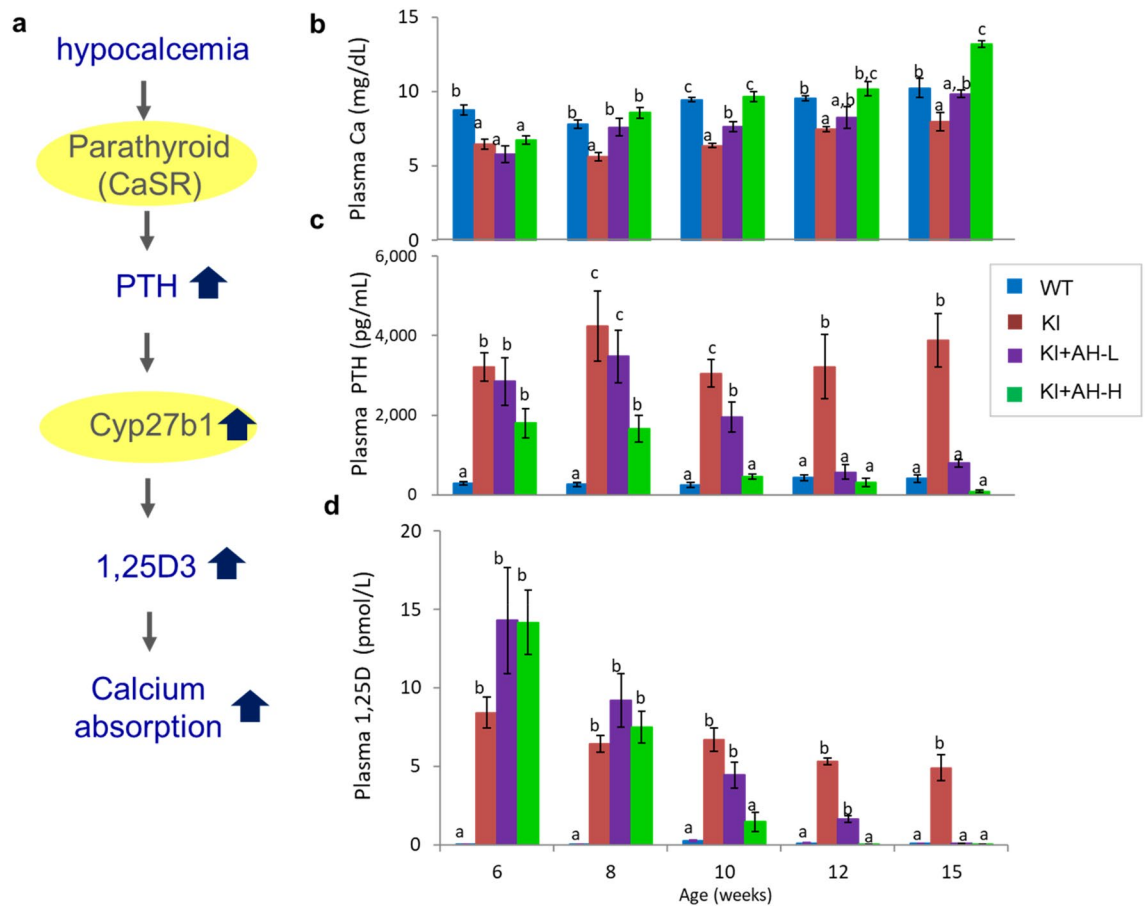 a
hypocalcemia
Parathyroid
(CaSR)
PTH
Cyp27b1
1,25D3
Calcium
absorption
b
Plasma Ca (mg/dL)
15
10
5
0
b a a a
b a b b
c a b c
b a a,b b,c
b a a,b c
c
Plasma PTH (pg/mL)
6,000
4,000
2,000
0
a b b b
a c c b
a c b a
a b a a
a b a a
WT
KI
KI+AH-L
KI+AH-H
d
Plasma 1,25D (pmol/L)
20
15
10
5
0
a b b b
a b b b
a b b a
a b b a
a b a a
6 8 10 12 15
Age (weeks)